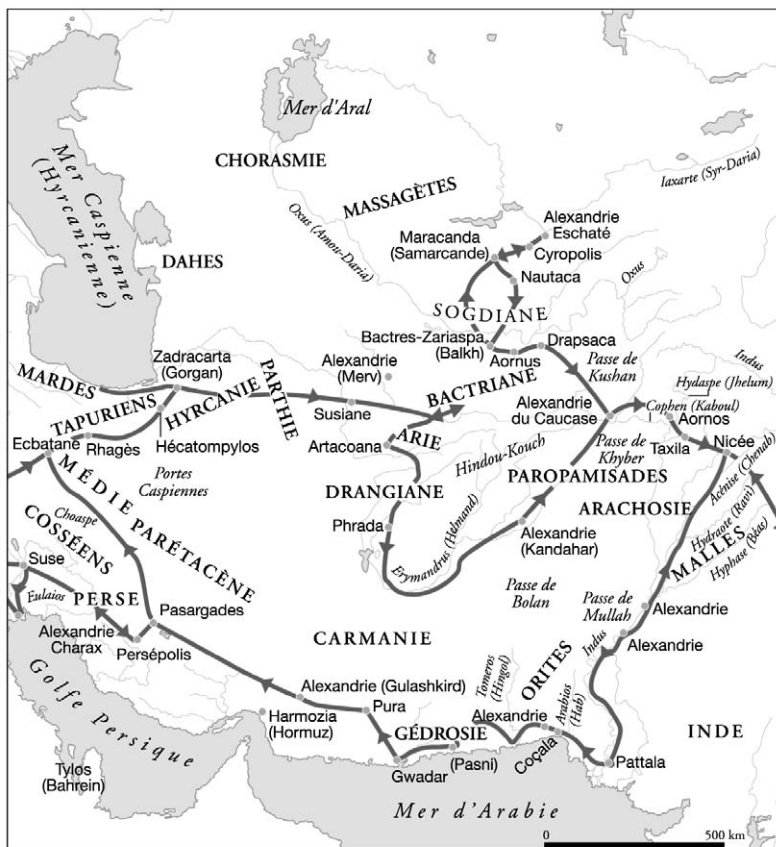 Mer d'Aral
Mer Caspienne
(Hyrcanienne)
CHORASMIE
MASSAGÈTES
Iaxarte (Syr-Daria)
Oxus (Amou-Daria)
DAHES
Alexandrie
Eschaté
Maracanda
(Samarcande)
Cyropolis
Nautaca
Oxus
SOGDIANE
Bactres-Zariaspa
(Balkh)
Drapsaca
Aornus
Zadracarta
(Gorgan)
Alexandrie
(Merv)
Passe de
Kushan
Indus
Hydaspe (Jhelum)
MARDES
TAPURIENS
HYRCANIE
PARTHIE
BACTRIANE
Susiane
Alexandrie
du Caucase
Cophen (Kaboul)
Aornos
Ecbatane
Rhagès
Hécatompylos
Artacoana
ARIE
Hindou-Kouch
Passe de
Khyber
Taxila
Nicée
Portes
Caspiennes
MÉDIE
PARÉTACÈNE
Choaspe
DRANGIANE
PAROPAMISADES
ARACHOSIE
Acénise (Chenab)
Hydraote (Ravi)
Hyphase (Béas)
MALLES
COSSÉENS
Phrada
Erymandrus (Helmand)
Alexandrie
(Kandahar)
Suse
Eulaios
PERSE
Pasargades
Passe de
Bolan
Passe de
Mullah
Alexandrie
Alexandrie
Charax
Persépolis
CARMANIE
Indus
Alexandrie
Golfe Persique
Alexandrie (Gulashkird)
Pura
Harmozia
(Hormuz)
Tomeros
(Hingol)
ORITES
Arabios
(Hab)
GÉDROSIE
Alexandrie
INDE
Tylos
(Bahrein)
Gwadar
(Pasni)
Coçala
Pattala
Mer d'Arabie
0
500 km